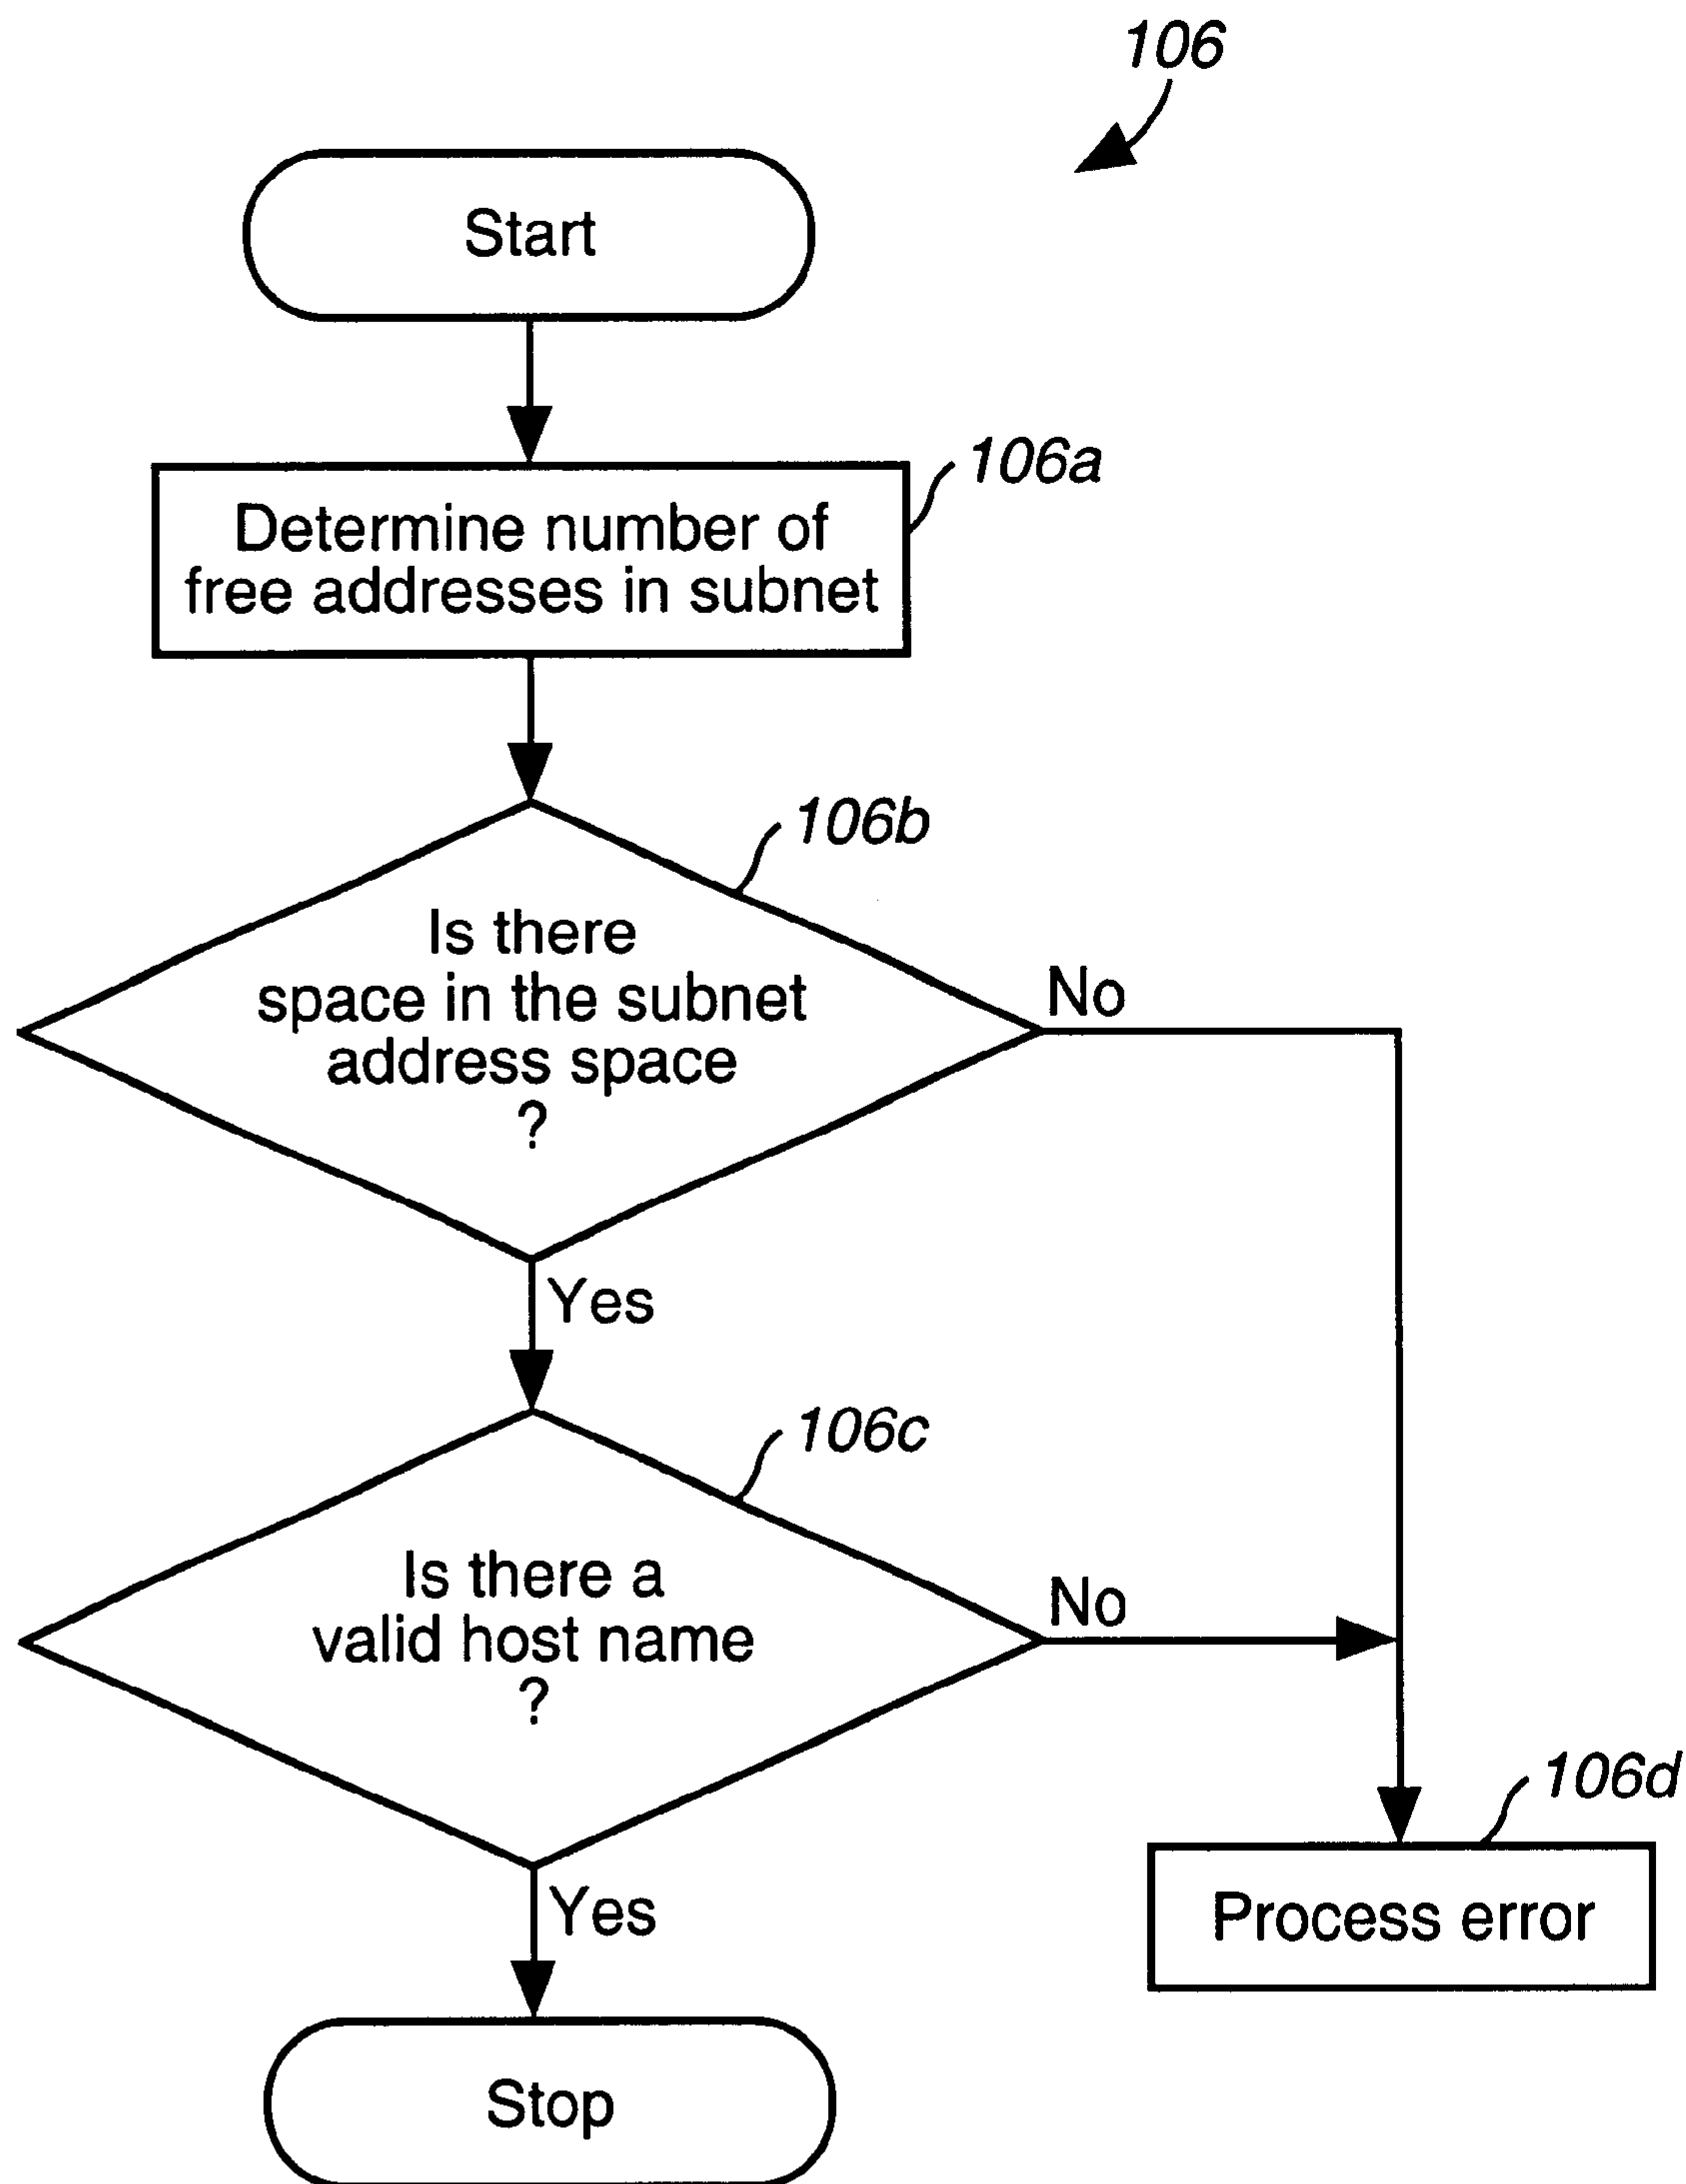 106
Start
106a
Determine number of
free addresses in subnet
106b
Is there
space in the subnet
address space
?
No
Yes
106c
Is there a
valid host name
?
No
Yes
106d
Process error
Stop